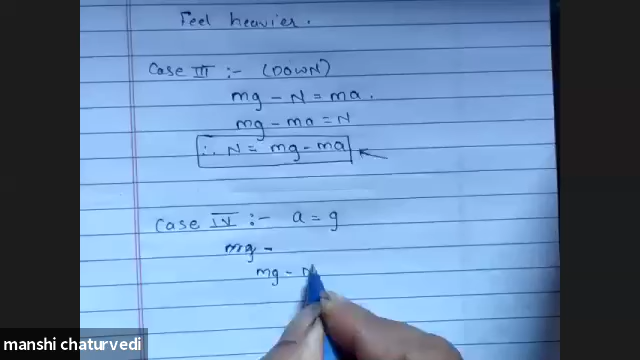 Feel heavier.
Case III :- (DOWN)
mg - N = ma.
mg - ma = N
∴ N = mg - ma
Case IV :- a = g
mg -
mg - N
manshi chaturvedi